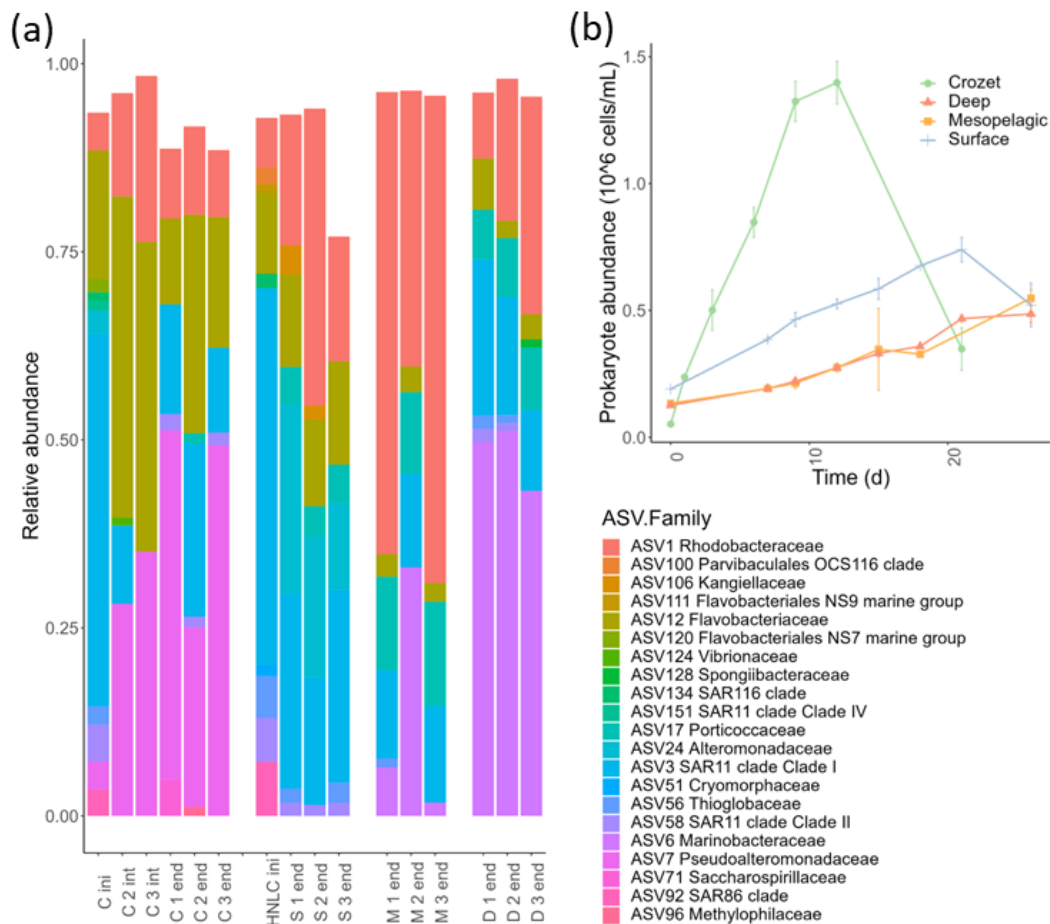 (a)
1.00
0.75
0.50
0.25
0.00
Relative abundance
C ini
C 2 int
C 3 int
C 1 end
C 2 end
C 3 end
HNLC ini
S 1 end
S 2 end
S 3 end
M 1 end
M 2 end
M 3 end
D 1 end
D 2 end
D 3 end
(b)
1.5
1.0
0.5
0.0
Prokaryote abundance (10^6 cells/mL)
Crozet
Deep
Mesopelagic
Surface
0
10
20
Time (d)
ASV.Family
ASV1 Rhodobacteraceae
ASV100 Parvibaculales OCS116 clade
ASV106 Kangiellaceae
ASV111 Flavobacteriales NS9 marine group
ASV12 Flavobacteriaceae
ASV120 Flavobacteriales NS7 marine group
ASV124 Vibrionaceae
ASV128 Spongiibacteraceae
ASV134 SAR116 clade
ASV151 SAR11 clade Clade IV
ASV17 Porticoccaceae
ASV24 Alteromonadaceae
ASV3 SAR11 clade Clade I
ASV51 Cryomorphaceae
ASV56 Thioglobaceae
ASV58 SAR11 clade Clade II
ASV6 Marinobacteraceae
ASV7 Pseudoalteromonadaceae
ASV71 Saccharospirillaceae
ASV92 SAR86 clade
ASV96 Methylophilaceae